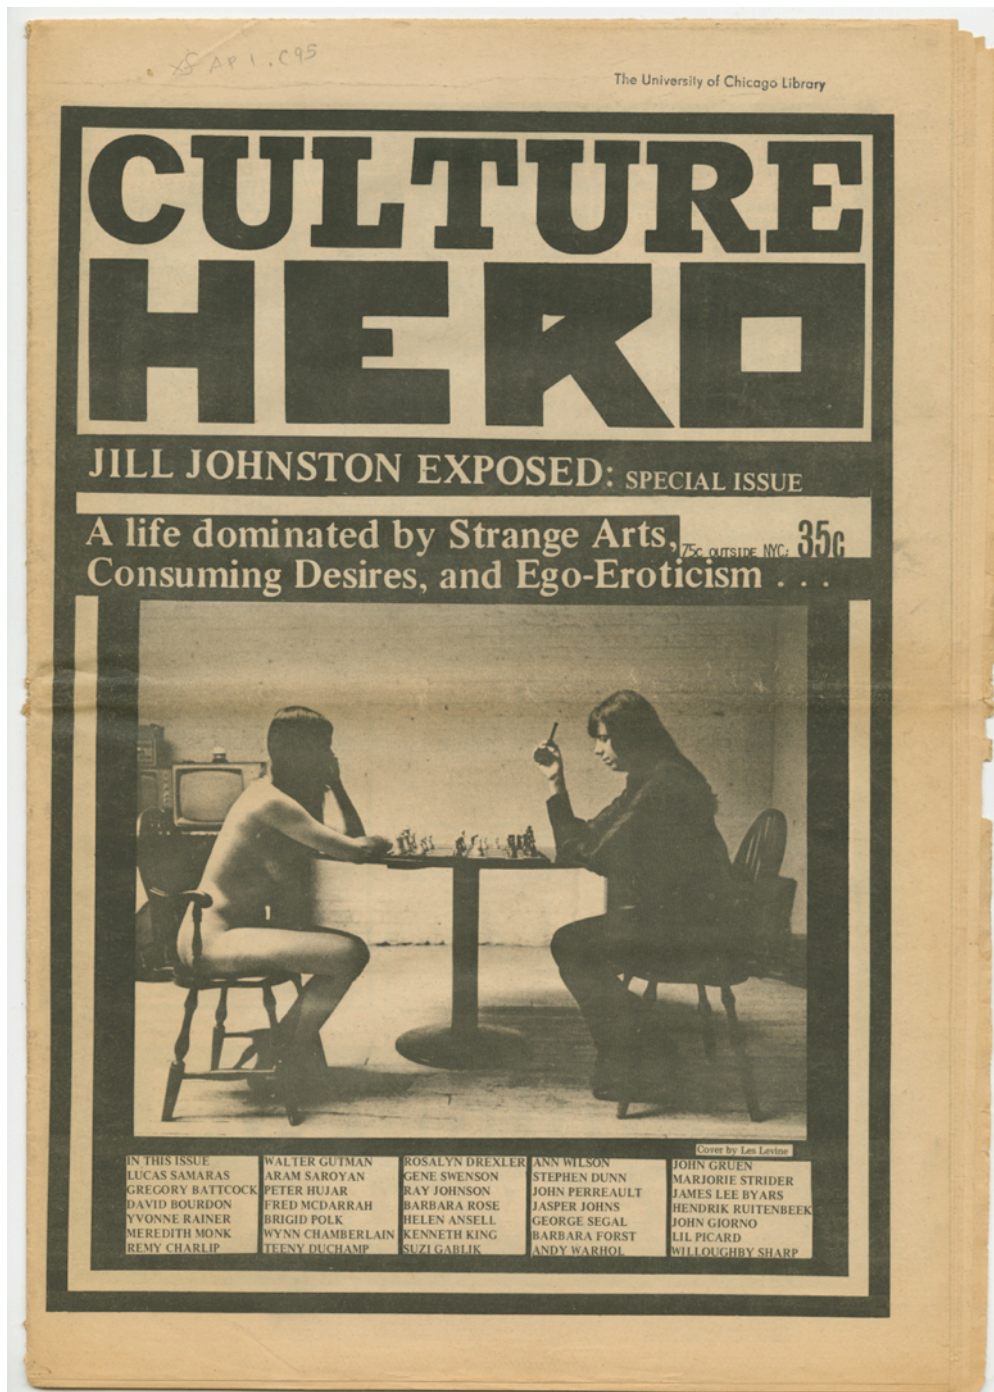 xf AP1.C95
The University of Chicago Library
CULTURE
HERO
JILL JOHNSTON EXPOSED: SPECIAL ISSUE
A life dominated by Strange Arts,
75c OUTSIDE NYC: 35c
Consuming Desires, and Ego-Eroticism . . .
Cover by Les Levine
IN THIS ISSUE
LUCAS SAMARAS
GREGORY BATTCOCK
DAVID BOURDON
YVONNE RAINER
MEREDITH MONK
REMY CHARLIP
WALTER GUTMAN
ARAM SAROYAN
PETER HUJAR
FRED MCDARRAH
BRIGID POLK
WYNN CHAMBERLAIN
TEENY DUCHAMP
ROSALYN DREXLER
GENE SWENSON
RAY JOHNSON
BARBARA ROSE
HELEN ANSELL
KENNETH KING
SUZI GABLIK
ANN WILSON
STEPHEN DUNN
JOHN PERREAULT
JASPER JOHNS
GEORGE SEGAL
BARBARA FORST
ANDY WARHOL
JOHN GRUEN
MARJORIE STRIDER
JAMES LEE BYARS
HENDRIK RUITENBEEK
JOHN GIORNO
LIL PICARD
WILLOUGHBY SHARP